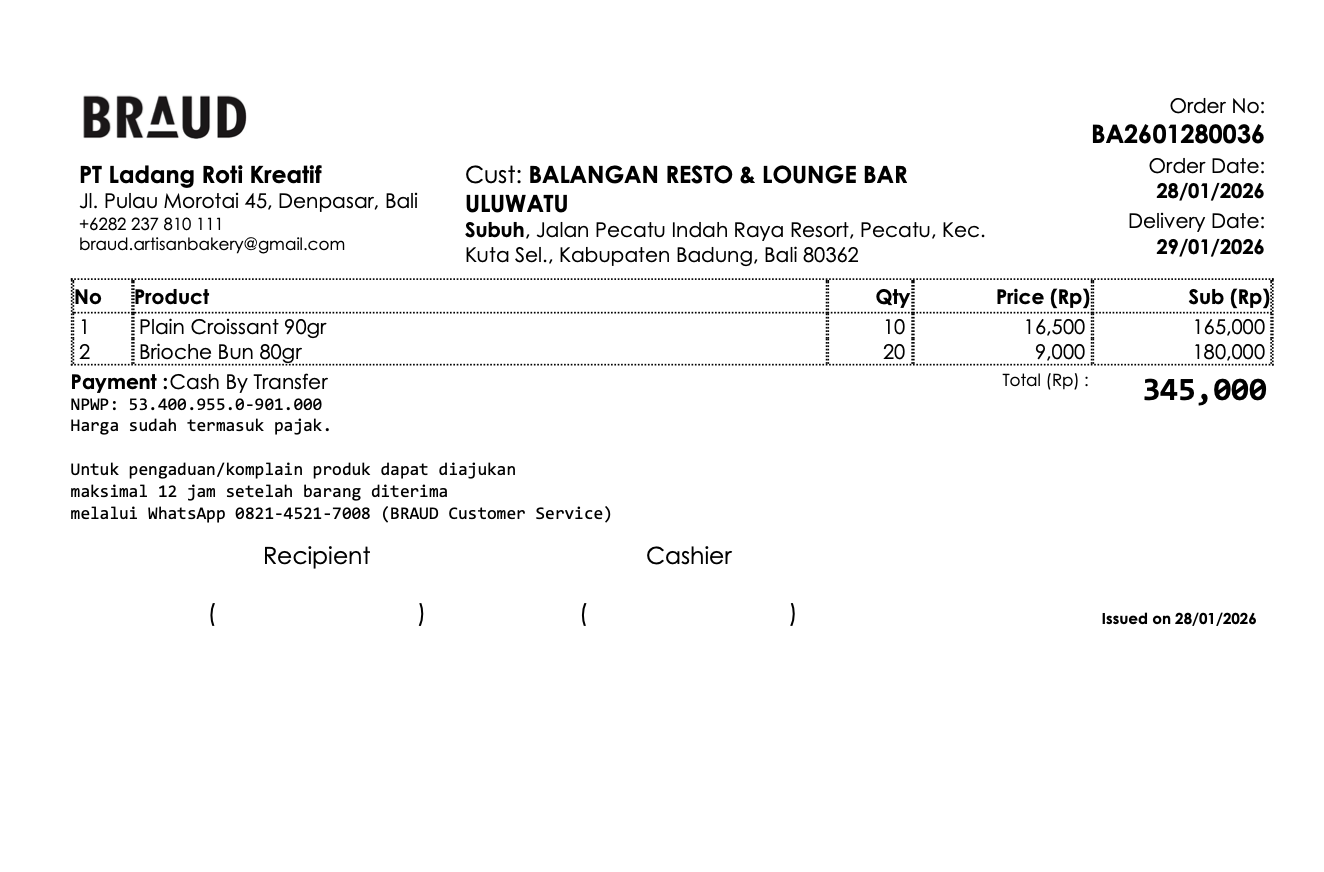 BRAUD
PT Ladang Roti Kreatif
Jl. Pulau Morotai 45, Denpasar, Bali
+6282 237 810 111
braud.artisanbakery@gmail.com
Cust: BALANGAN RESTO & LOUNGE BAR
ULUWATU
Subuh, Jalan Pecatu Indah Raya Resort, Pecatu, Kec.
Kuta Sel., Kabupaten Badung, Bali 80362
Order No:
BA2601280036
Order Date:
28/01/2026
Delivery Date:
29/01/2026
No Product Qty Price (Rp) Sub (Rp)
1 Plain Croissant 90gr 10 16,500 165,000
2 Brioche Bun 80gr 20 9,000 180,000
Payment :Cash By Transfer Total (Rp) : 345,000
NPWP: 53.400.955.0-901.000
Harga sudah termasuk pajak.
Untuk pengaduan/komplain produk dapat diajukan
maksimal 12 jam setelah barang diterima
melalui WhatsApp 0821-4521-7008 (BRAUD Customer Service)
Recipient Cashier
( ) ( )
Issued on 28/01/2026